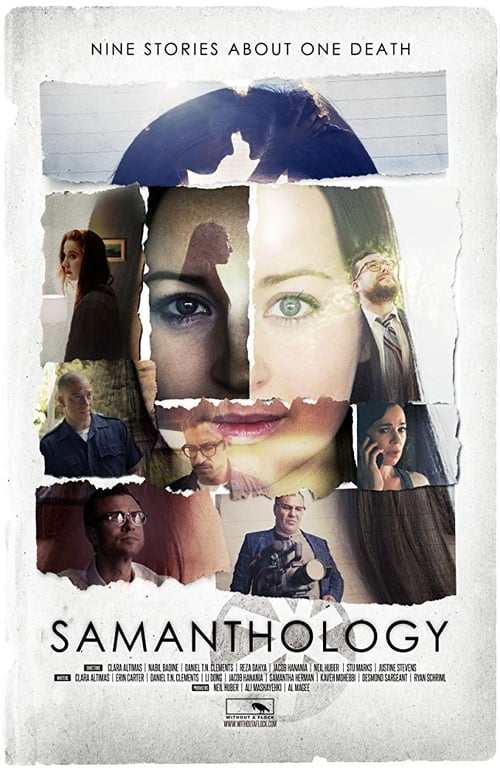 NINE STORIES ABOUT ONE DEATH
SAMANTHOLOGY
DIRECTORS CLARA ALTIMAS | NABIL BADINE | DANIEL T.N. CLEMENTS | REZA DAHYA | JACOB HANANIA | NEIL HUBER | STU MARKS | JUSTINE STEVENS
WRITERS CLARA ALTIMAS | ERIN CARTER | DANIEL T.N. CLEMENTS | LI DONG | JACOB HANANIA | SAMANTHA HERMAN | KAVEH MOHEBBI | DESMOND SARGEANT | RYAN SCHRIML
PRODUCERS NEIL HUBER | ALI MASHAYEKHI | AL MAGEE
WITHOUT A FLOCK
WWW.WITHOUTAFLOCK.COM